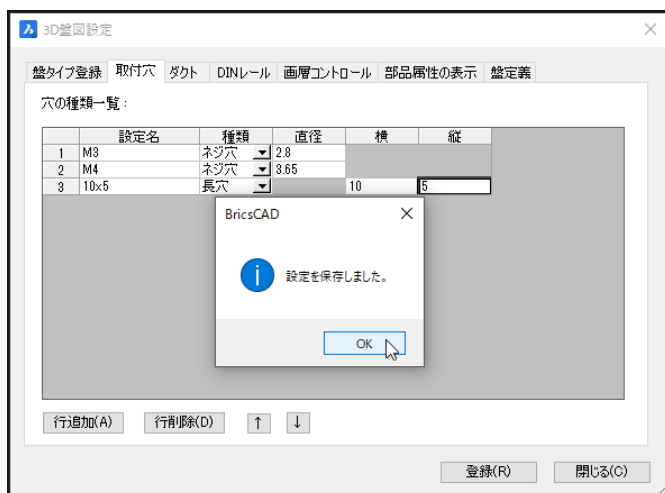 3D盤図設定
盤タイプ登録 取付穴 ダクト DINレール 画層コントロール 部品属性の表示 盤定義
穴の種類一覧：
設定名 種類 直径 横 縦
1 M3 ネジ穴 2.8
2 M4 ネジ穴 3.65
3 10x5 長穴 10 5
BricsCAD
設定を保存しました。
OK
行追加(A) 行削除(D) ↑ ↓
登録(R) 閉じる(C)